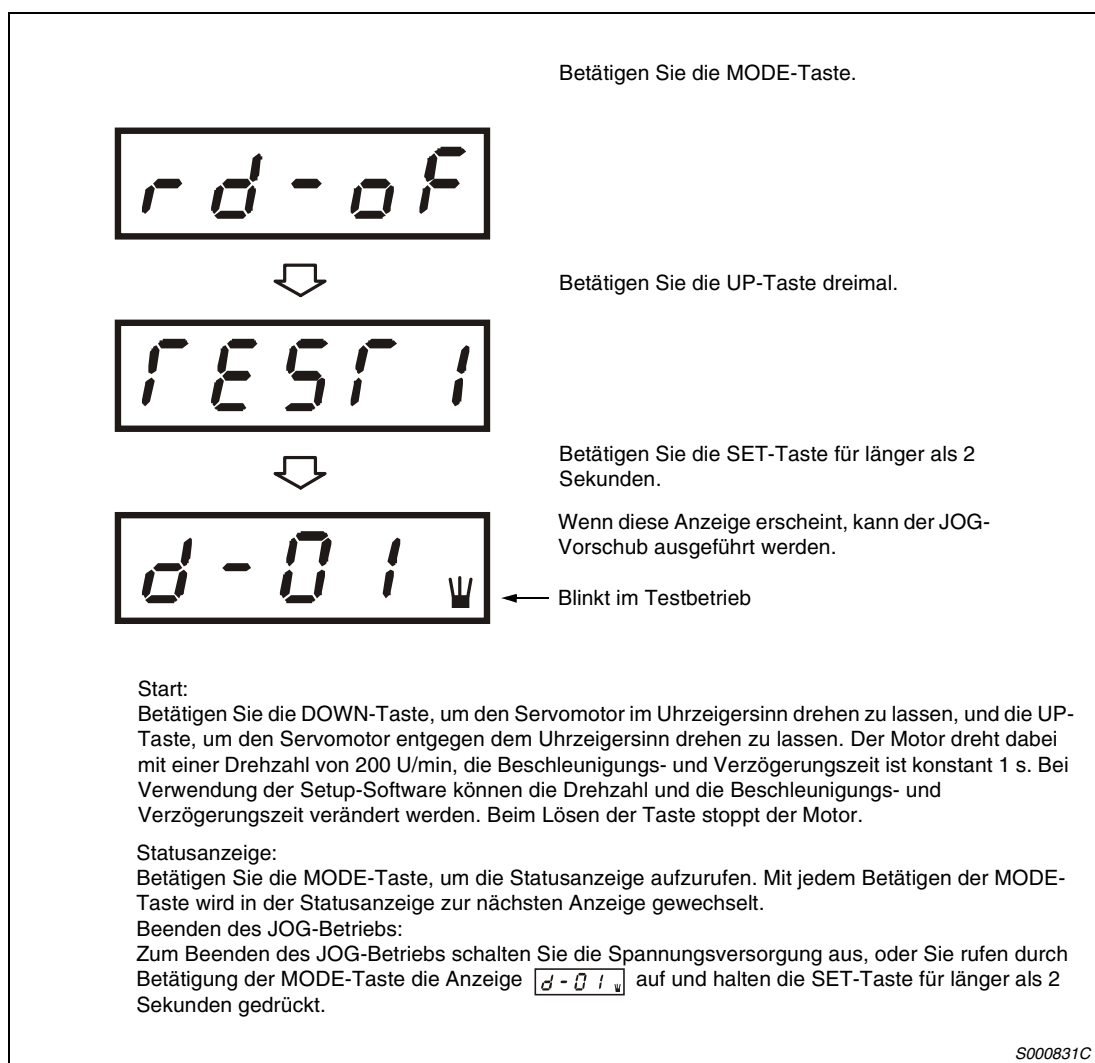 Betätigen Sie die MODE-Taste.
rd-oF
Betätigen Sie die UP-Taste dreimal.
TEST1
Betätigen Sie die SET-Taste für länger als 2
Sekunden.
Wenn diese Anzeige erscheint, kann der JOG-
Vorschub ausgeführt werden.
d-01
Blinkt im Testbetrieb
Start:
Betätigen Sie die DOWN-Taste, um den Servomotor im Uhrzeigersinn drehen zu lassen, und die UP-
Taste, um den Servomotor entgegen dem Uhrzeigersinn drehen zu lassen. Der Motor dreht dabei
mit einer Drehzahl von 200 U/min, die Beschleunigungs- und Verzögerungszeit ist konstant 1 s. Bei
Verwendung der Setup-Software können die Drehzahl und die Beschleunigungs- und
Verzögerungszeit verändert werden. Beim Lösen der Taste stoppt der Motor.
Statusanzeige:
Betätigen Sie die MODE-Taste, um die Statusanzeige aufzurufen. Mit jedem Betätigen der MODE-
Taste wird in der Statusanzeige zur nächsten Anzeige gewechselt.
Beenden des JOG-Betriebs:
Zum Beenden des JOG-Betriebs schalten Sie die Spannungsversorgung aus, oder Sie rufen durch
Betätigung der MODE-Taste die Anzeige d-01 auf und halten die SET-Taste für länger als 2
Sekunden gedrückt.
S000831C